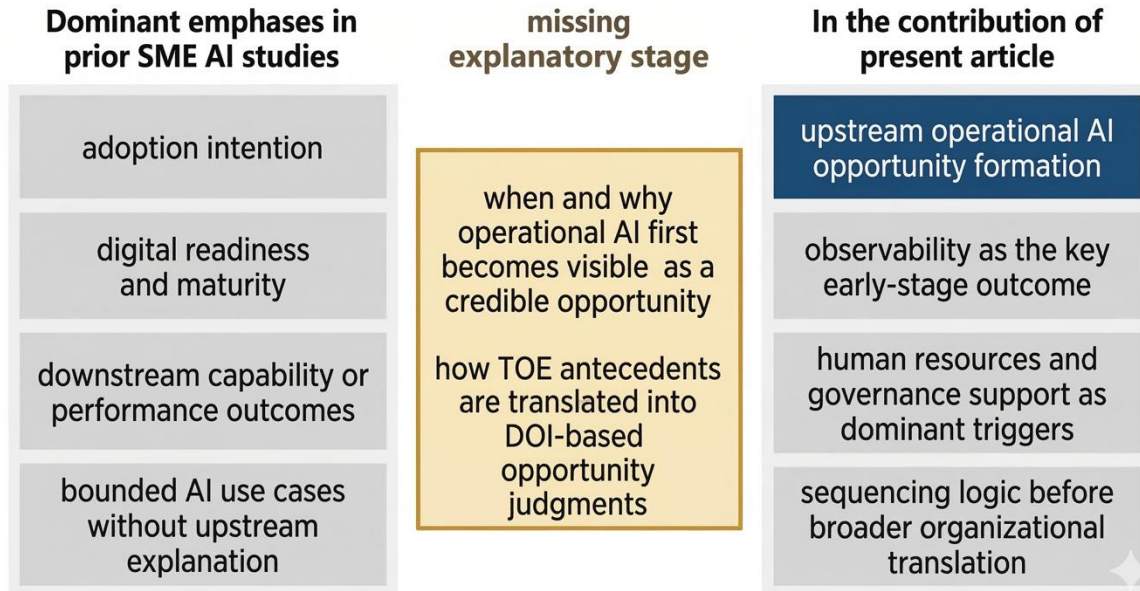 Dominant emphases in
prior SME AI studies
adoption intention
digital readiness
and maturity
downstream capability or
performance outcomes
bounded AI use cases
without upstream
explanation
missing
explanatory stage
when and why
operational AI first
becomes visible as a
credible opportunity
how TOE antecedents
are translated into
DOI-based
opportunity
judgments
In the contribution of
present article
upstream operational AI
opportunity formation
observability as the key
early-stage outcome
human resources and
governance support as
dominant triggers
sequencing logic before
broader organizational
translation